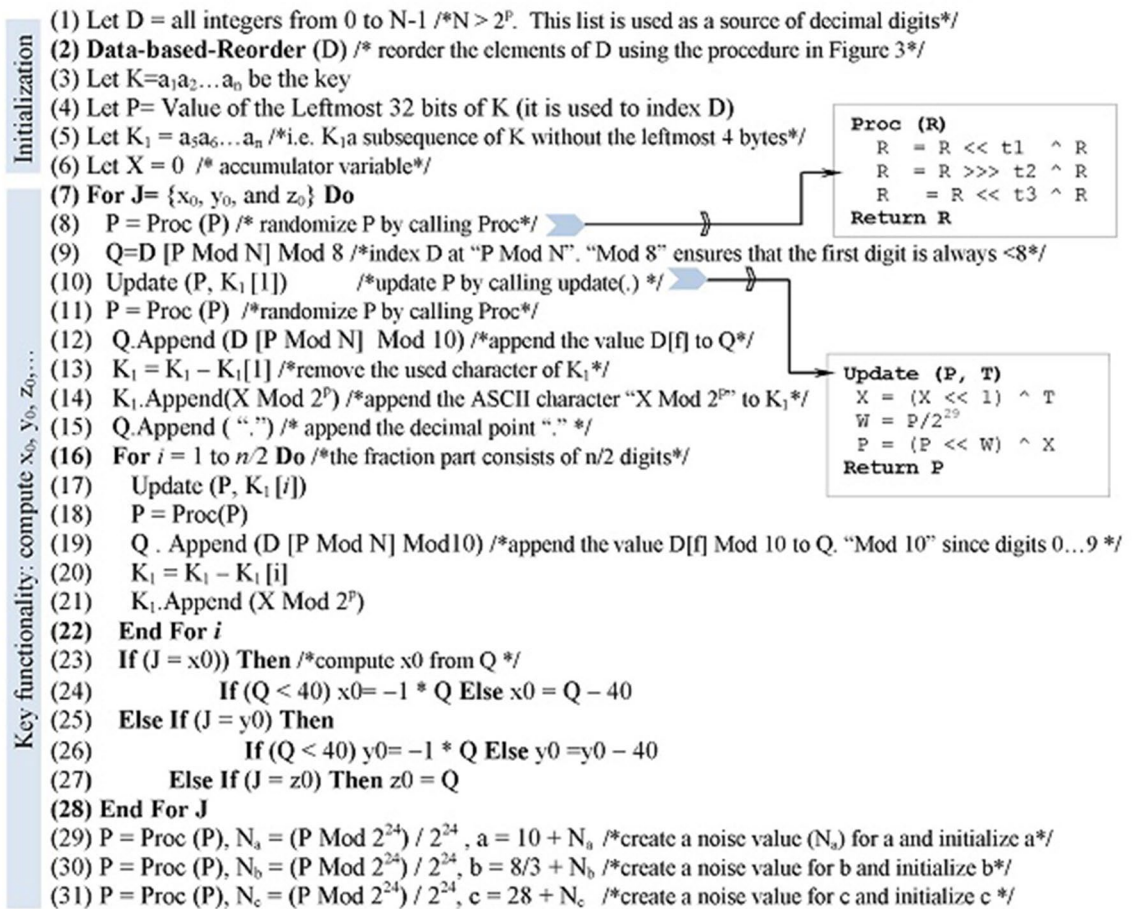 Initialization
(1) Let D = all integers from 0 to N-1 /*N > 2ᵖ. This list is used as a source of decimal digits*/
(2) Data-based-Reorder (D) /* reorder the elements of D using the procedure in Figure 3*/
(3) Let K=a₁a₂…aₙ be the key
(4) Let P= Value of the Leftmost 32 bits of K (it is used to index D)
(5) Let K₁ = a₅a₆…aₙ /*i.e. K₁a subsequence of K without the leftmost 4 bytes*/
(6) Let X = 0 /* accumulator variable*/
Key functionality: compute x₀, y₀, z₀,…
(7) For J= {x₀, y₀, and z₀} Do
(8) P = Proc (P) /* randomize P by calling Proc*/
(9) Q=D [P Mod N] Mod 8 /*index D at “P Mod N”. “Mod 8” ensures that the first digit is always <8*/
(10) Update (P, K₁ [1]) /*update P by calling update(.) */
(11) P = Proc (P) /*randomize P by calling Proc*/
(12) Q.Append (D [P Mod N] Mod 10) /*append the value D[f] to Q*/
(13) K₁ = K₁ – K₁[1] /*remove the used character of K₁*/
(14) K₁.Append(X Mod 2ᵖ) /*append the ASCII character “X Mod 2ᵖ” to K₁*/
(15) Q.Append ( “.”) /* append the decimal point “.” */
(16) For i = 1 to n/2 Do /*the fraction part consists of n/2 digits*/
(17) Update (P, K₁ [i])
(18) P = Proc(P)
(19) Q . Append (D [P Mod N] Mod10) /*append the value D[f] Mod 10 to Q. “Mod 10” since digits 0…9 */
(20) K₁ = K₁ – K₁ [i]
(21) K₁.Append (X Mod 2ᵖ)
(22) End For i
(23) If (J = x0)) Then /*compute x0 from Q */
(24) If (Q < 40) x0= −1 * Q Else x0 = Q – 40
(25) Else If (J = y0) Then
(26) If (Q < 40) y0= −1 * Q Else y0 =y0 – 40
(27) Else If (J = z0) Then z0 = Q
(28) End For J
(29) P = Proc (P), Nₐ = (P Mod 2²⁴) / 2²⁴ , a = 10 + Nₐ /*create a noise value (Nₐ) for a and initialize a*/
(30) P = Proc (P), N_b = (P Mod 2²⁴) / 2²⁴, b = 8/3 + N_b /*create a noise value for b and initialize b*/
(31) P = Proc (P), N_c = (P Mod 2²⁴) / 2²⁴, c = 28 + N_c /*create a noise value for c and initialize c */
Proc (R)
R = R << t1 ^ R
R = R >>> t2 ^ R
R = R << t3 ^ R
Return R
Update (P, T)
X = (X << 1) ^ T
W = P/2²⁹
P = (P << W) ^ X
Return P